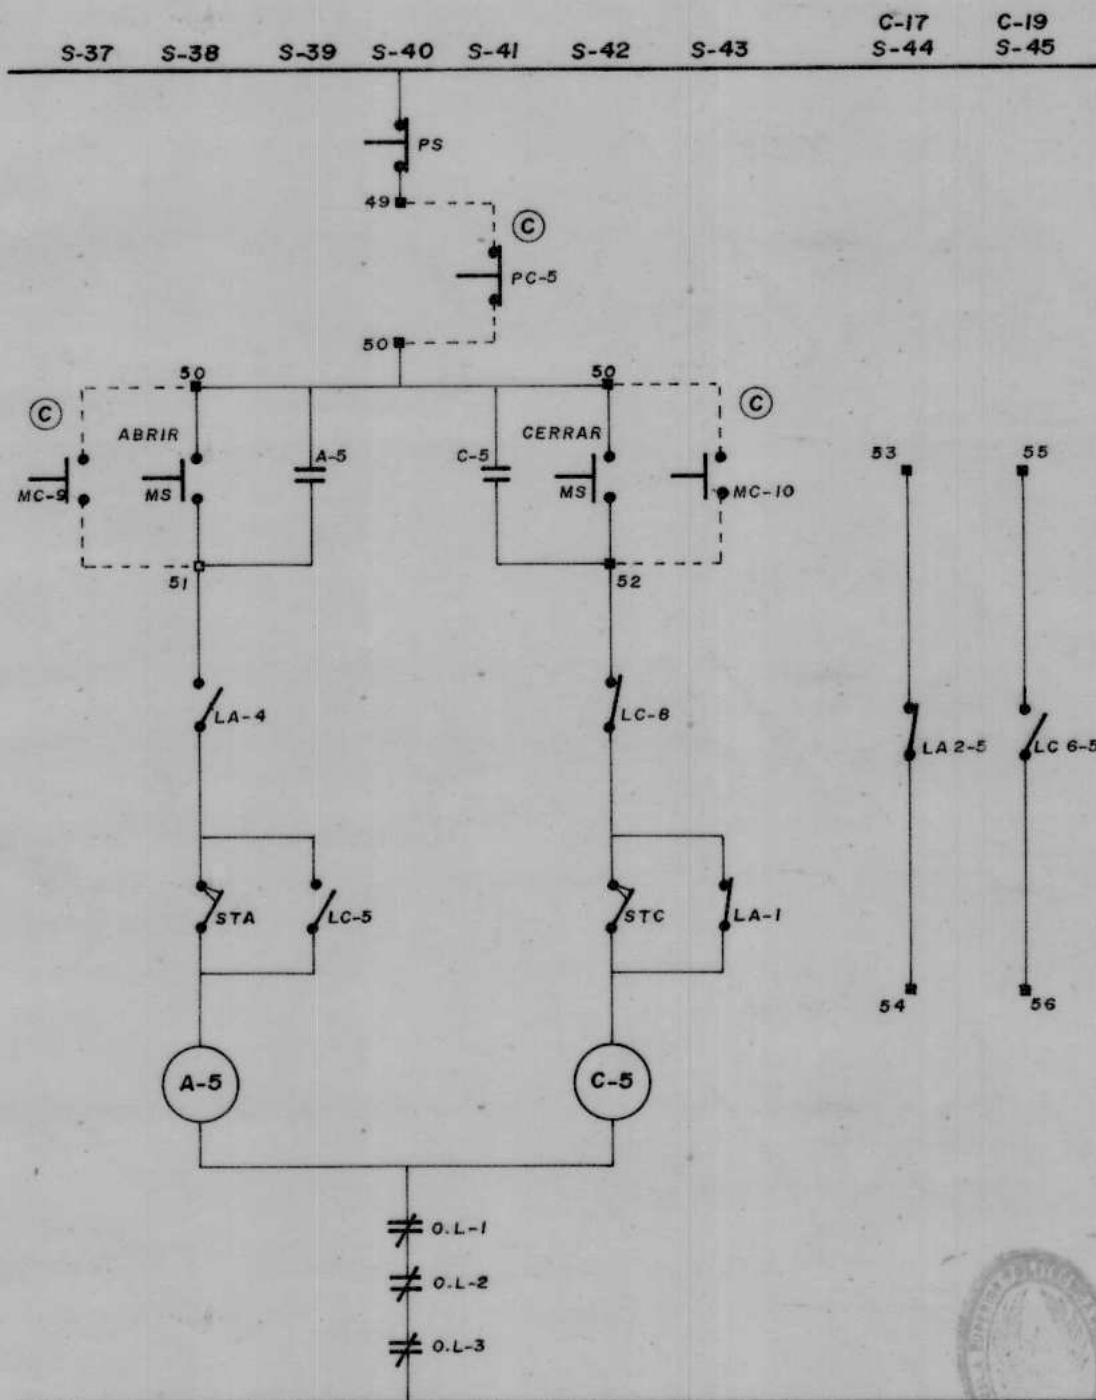 C-17 C-19
S-37 S-38 S-39 S-40 S-41 S-42 S-43 S-44 S-45
PS
49
C
PC-5
50
50 50
C C
ABRIR CERRAR
A-5 C-5
53 55
MC-9 MS MS MC-10
51 52
LA-4 LC-8
LA 2-5 LC 6-5
STA LC-5 STC LA-1
54 56
A-5 C-5
O.L-1
O.L-2
O.L-3